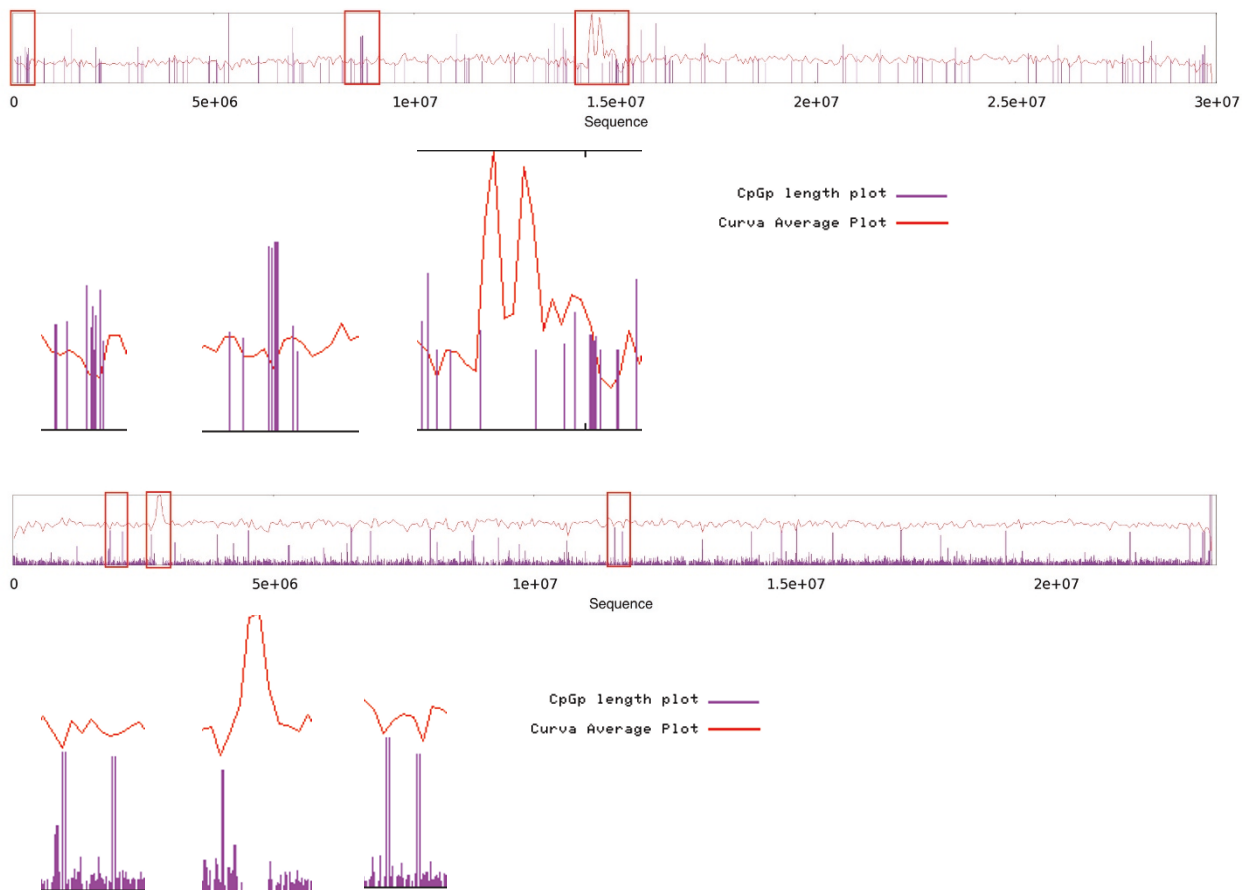 0 5e+06 1e+07 1.5e+07 2e+07 2.5e+07 3e+07
Sequence
CpGp length plot
Curva Average Plot
0 5e+06 1e+07 1.5e+07 2e+07
Sequence
CpGp length plot
Curva Average Plot